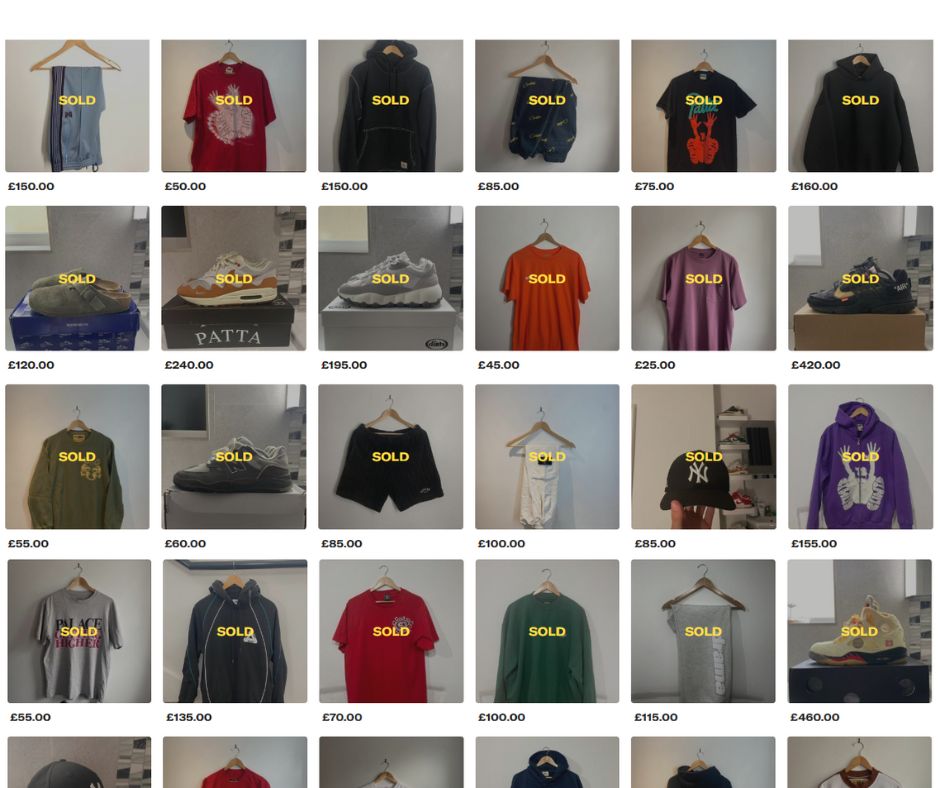 SOLD SOLD SOLD SOLD SOLD SOLD
£150.00 £50.00 £150.00 £85.00 £75.00 £160.00
SOLD SOLD SOLD SOLD SOLD SOLD
PATTA
£120.00 £240.00 £195.00 £45.00 £25.00 £420.00
SOLD SOLD SOLD SOLD SOLD SOLD
NY
£55.00 £60.00 £85.00 £100.00 £85.00 £155.00
PALACE
SOLD SOLD SOLD SOLD SOLD SOLD
HIGHER
£55.00 £135.00 £70.00 £100.00 £115.00 £460.00